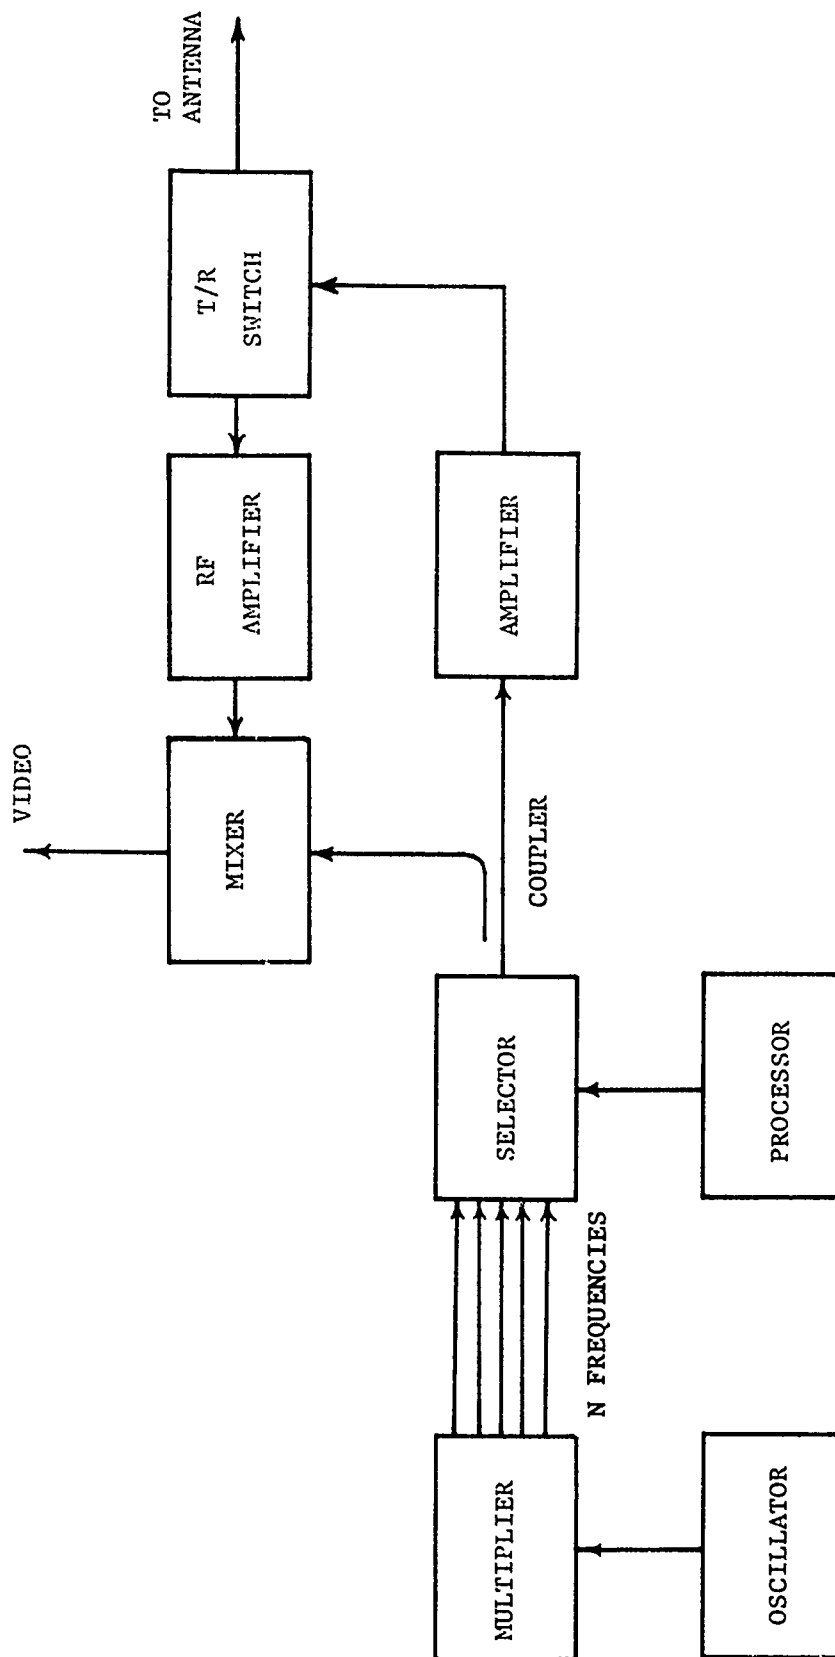 TO
ANTENNA
T/R
SWITCH
RF
AMPLIFIER
MIXER
VIDEO
AMPLIFIER
COUPLER
SELECTOR
PROCESSOR
N FREQUENCIES
MULTIPLIER
OSCILLATOR